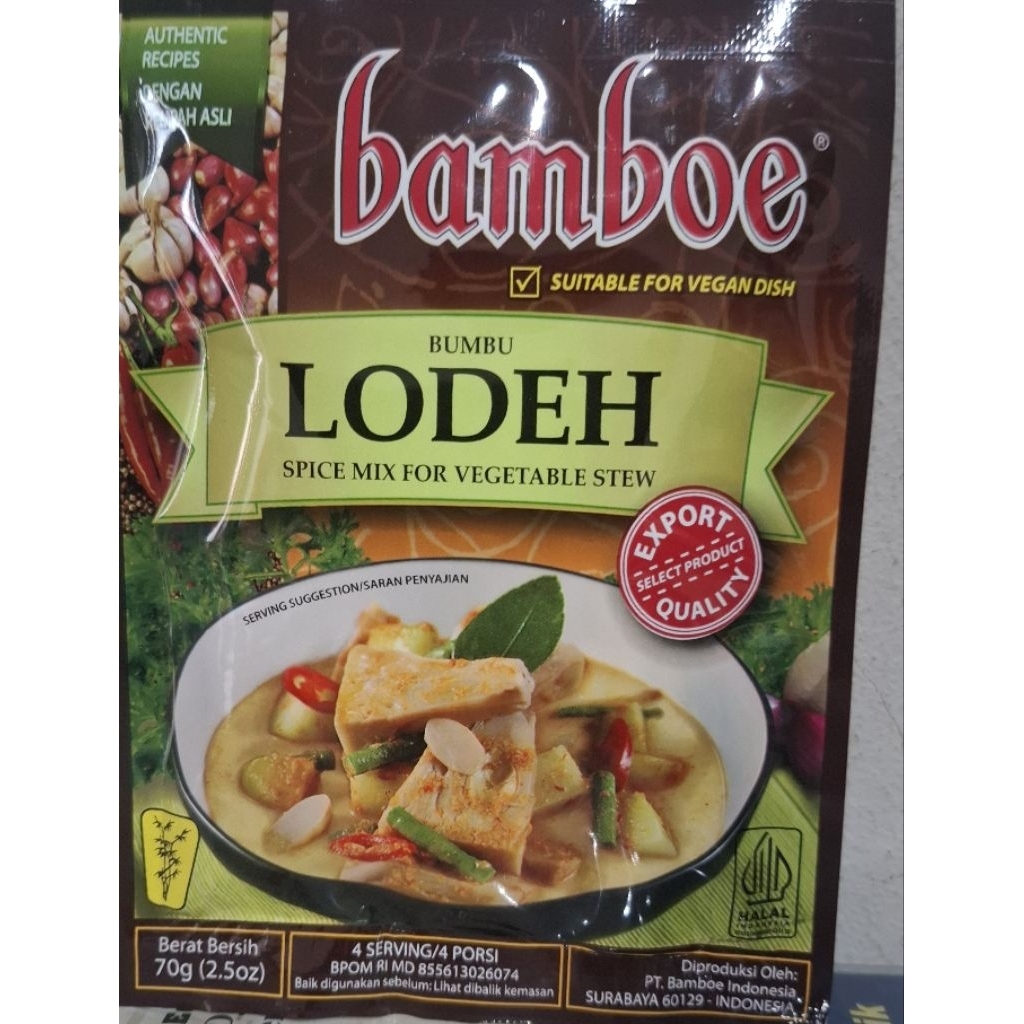 AUTHENTIC
RECIPES
ASLI
bamboe®
SUITABLE FOR VEGAN DISH
BUMBU
LODEH
SPICE MIX FOR VEGETABLE STEW
EXPORT
SELECT PRODUCT
QUALITY
SERVING SUGGESTION/SARAN PENYAJIAN
HALAL
INDONESIA
Berat Bersih
70g (2.5oz)
4 SERVING/4 PORSI
BPOM RI MD 855613026074
Baik digunakan sebelum: Lihat dibalik kemasan
Diproduksi Oleh:
PT. Bamboe Indonesia
SURABAYA 60129 - INDONESIA